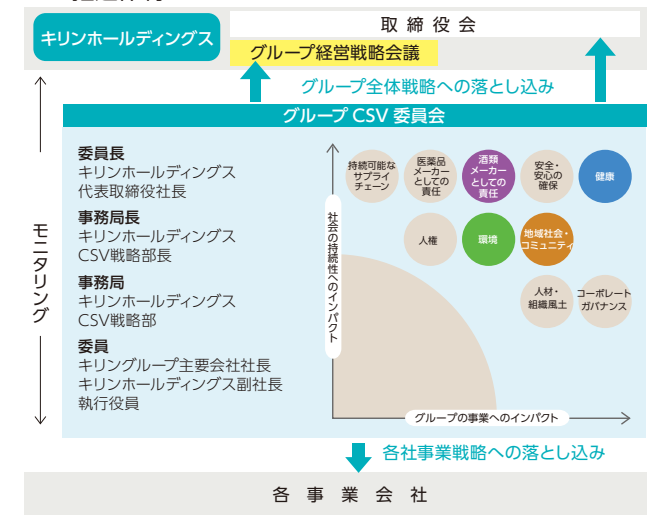 キリンホールディングス
取締役会
グループ経営戦略会議
グループ全体戦略への落とし込み
グループCSV委員会
モニタリング
委員長
キリンホールディングス
代表取締役社長
事務局長
キリンホールディングス
CSV戦略部長
事務局
キリンホールディングス
CSV戦略部
委員
キリングループ主要会社社長
キリンホールディングス副社長
執行役員
社会の持続性へのインパクト
持続可能な
サプライ
チェーン
医薬品
メーカー
としての
責任
酒類
メーカー
としての
責任
安全・
安心の
確保
健康
人権
環境
地域社会・
コミュニティ
人材・
組織風土
コーポレート
ガバナンス
グループの事業へのインパクト
各社事業戦略への落とし込み
各事業会社